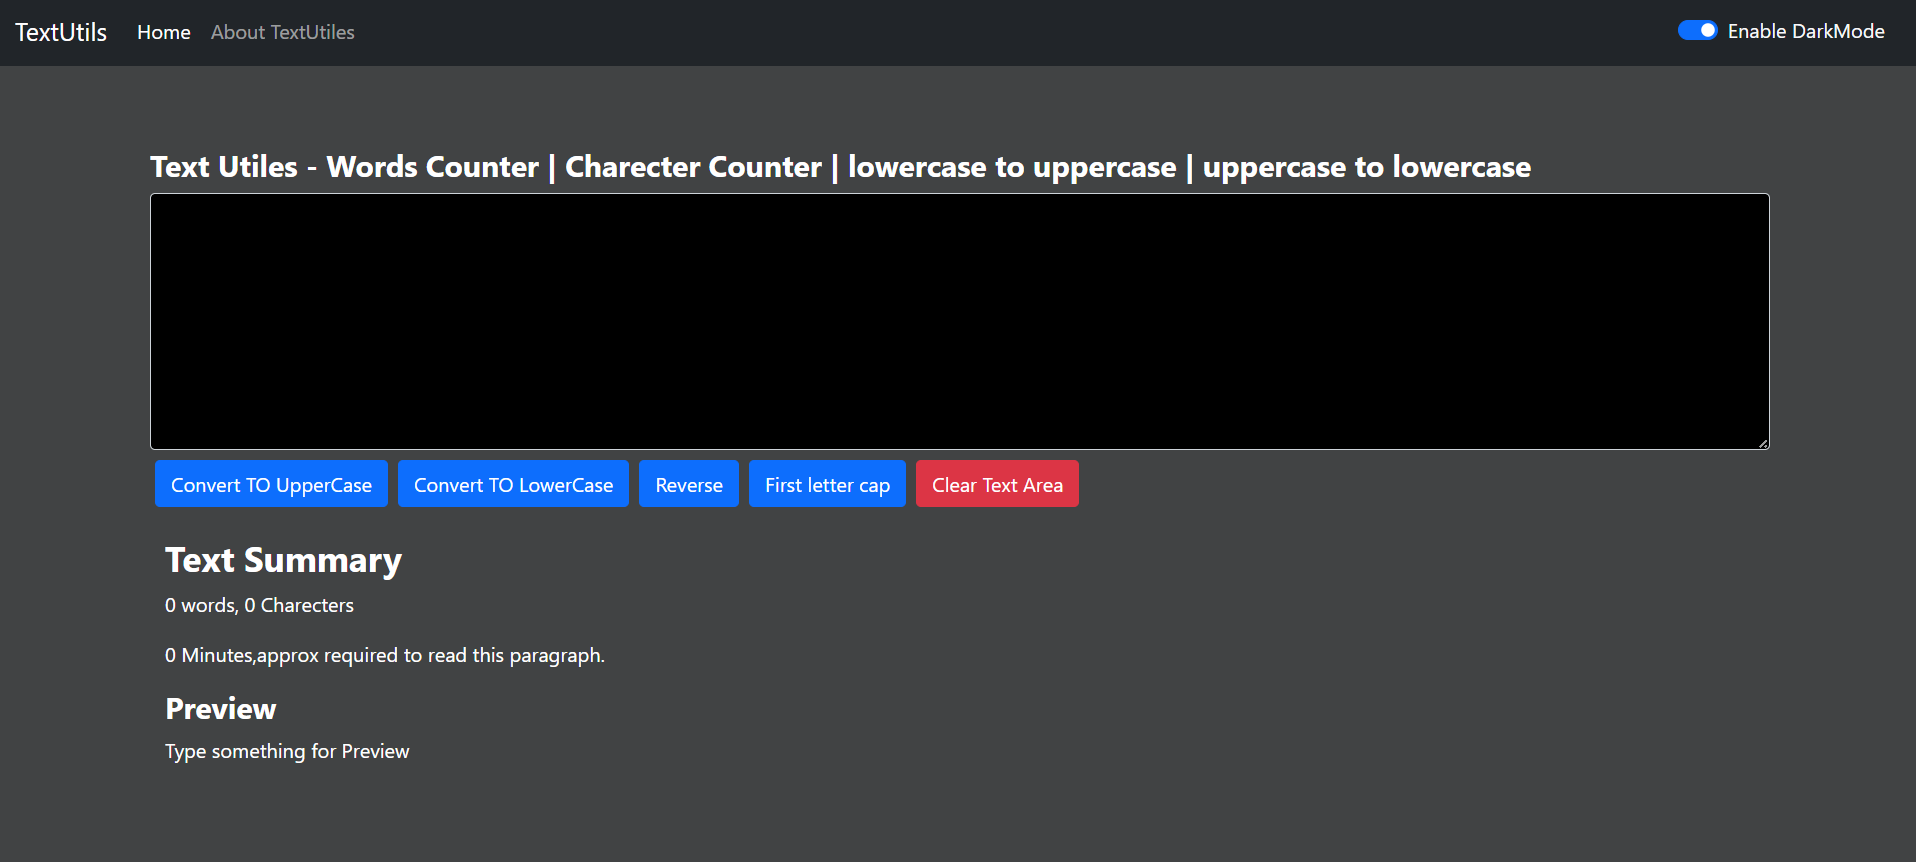 TextUtils Home About TextUtiles Enable DarkMode
Text Utiles - Words Counter | Charecter Counter | lowercase to uppercase | uppercase to lowercase
Convert TO UpperCase Convert TO LowerCase Reverse First letter cap Clear Text Area
Text Summary
0 words, 0 Charecters
0 Minutes,approx required to read this paragraph.
Preview
Type something for Preview